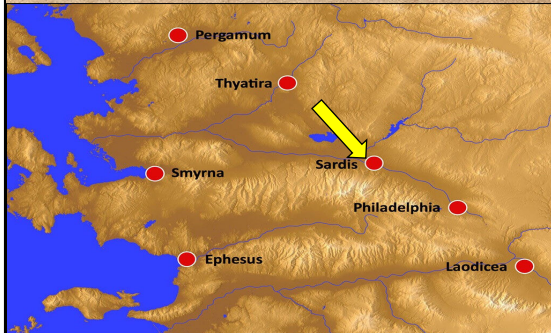 Pergamum
Thyatira
Sardis
Smyrna
Philadelphia
Ephesus
Laodicea